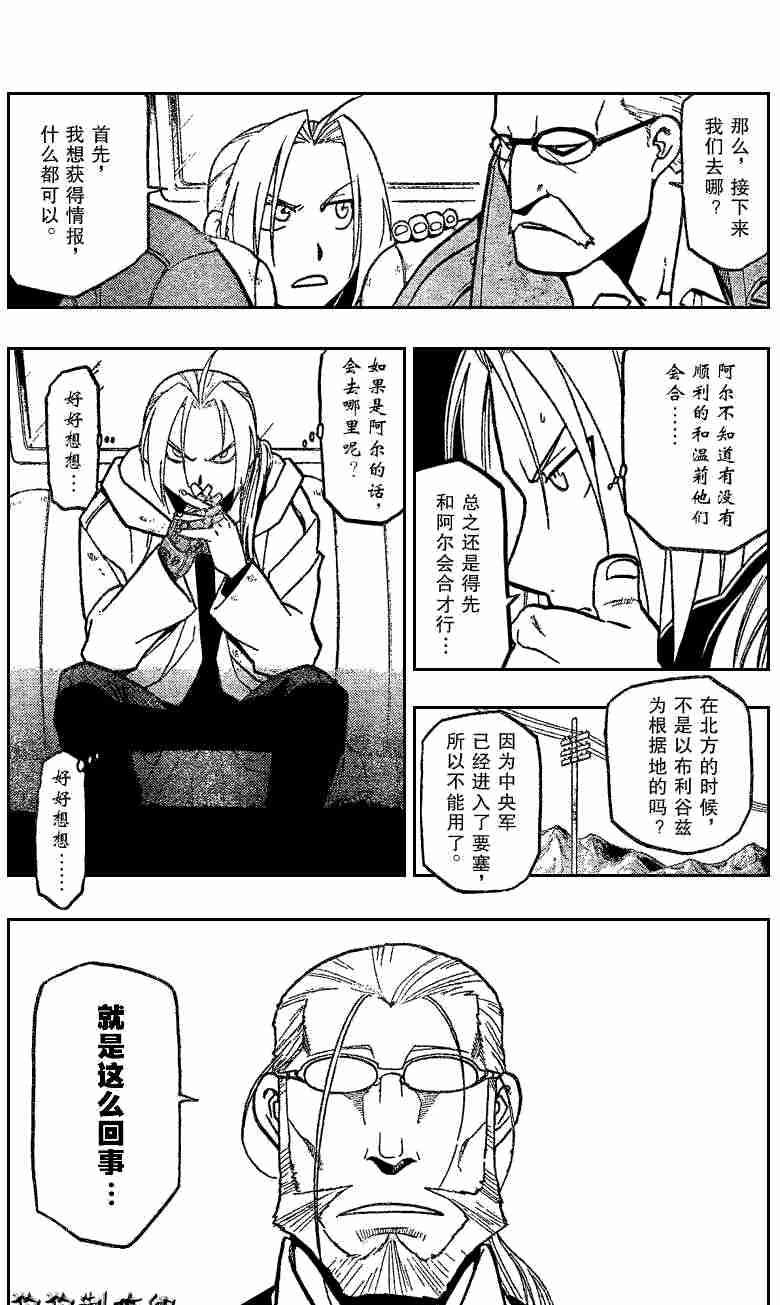 那么，接下来
我们去哪？
首先，
我想获得情报，
什么都可以。
阿尔不知道有没有
顺利的和温莉他们
会合……
总之还是得先
和阿尔会合才行…
如果是阿尔的话，
会去哪里呢？
好好想想…
好好想想……
在北方的时候，
不是以布利谷兹
为根据地的吗？
因为中央军
已经进入了要塞，
所以不能用了。
就是这么回事…